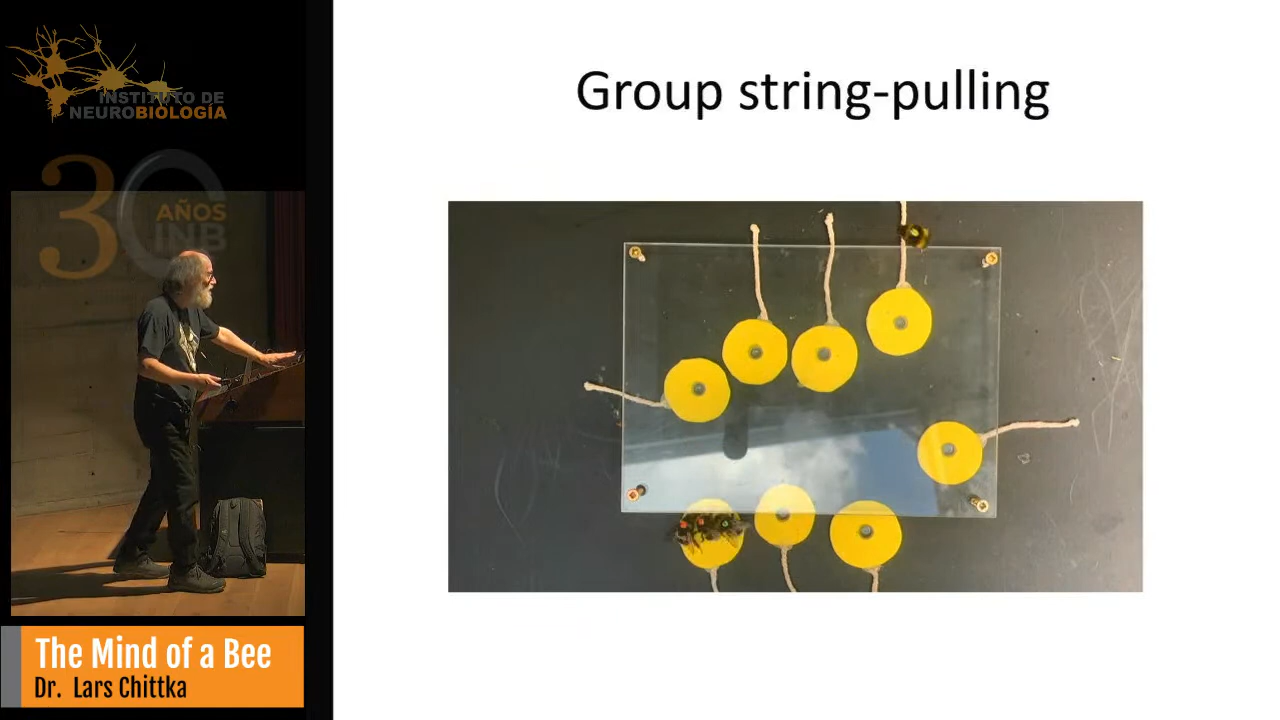 INSTITUTO DE
NEUROBIOLOGÍA
30
AÑOS
INB
Group string-pulling
The Mind of a Bee
Dr. Lars Chittka